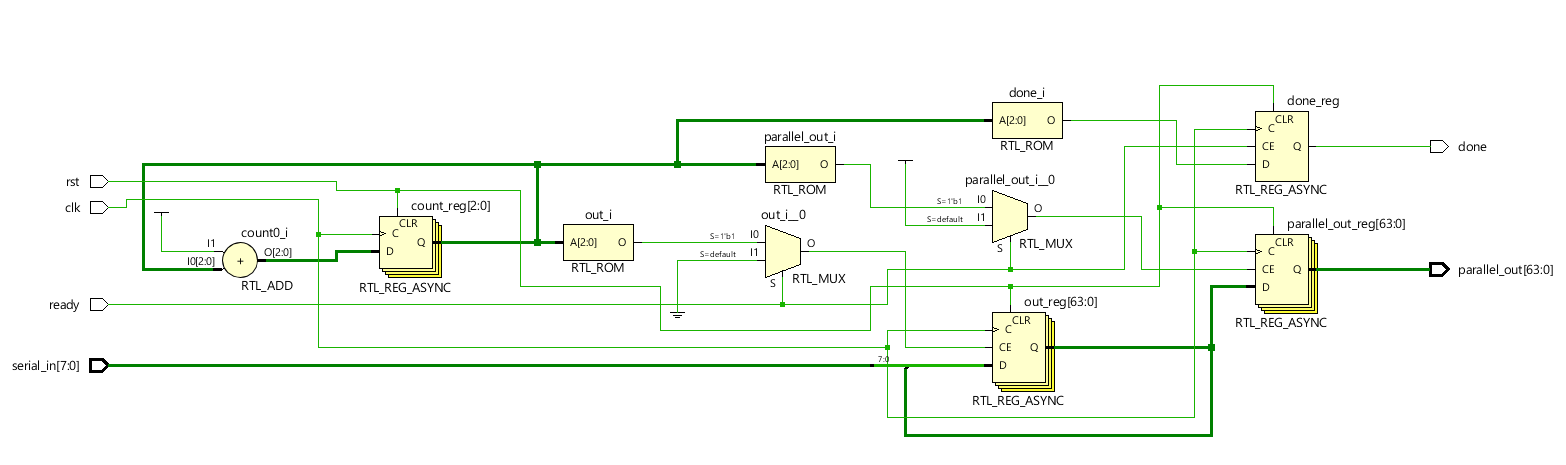 done_i
A[2:0] O
RTL_ROM
done_reg
CLR
C
CE Q
D
RTL_REG_ASYNC
done
parallel_out_i
A[2:0] O
RTL_ROM
parallel_out_i__0
S=1'b1 I0
S=default I1
O
S
RTL_MUX
rst
clk
count_reg[2:0]
CLR
C
D
Q
RTL_REG_ASYNC
count0_i
I1
I0[2:0]
+
O[2:0]
RTL_ADD
out_i
A[2:0] O
RTL_ROM
out_i__0
S=1'b1 I0
S=default I1
O
S
RTL_MUX
parallel_out_reg[63:0]
CLR
C
CE Q
D
RTL_REG_ASYNC
parallel_out[63:0]
ready
out_reg[63:0]
CLR
C
CE Q
D
RTL_REG_ASYNC
serial_in[7:0]
7:0